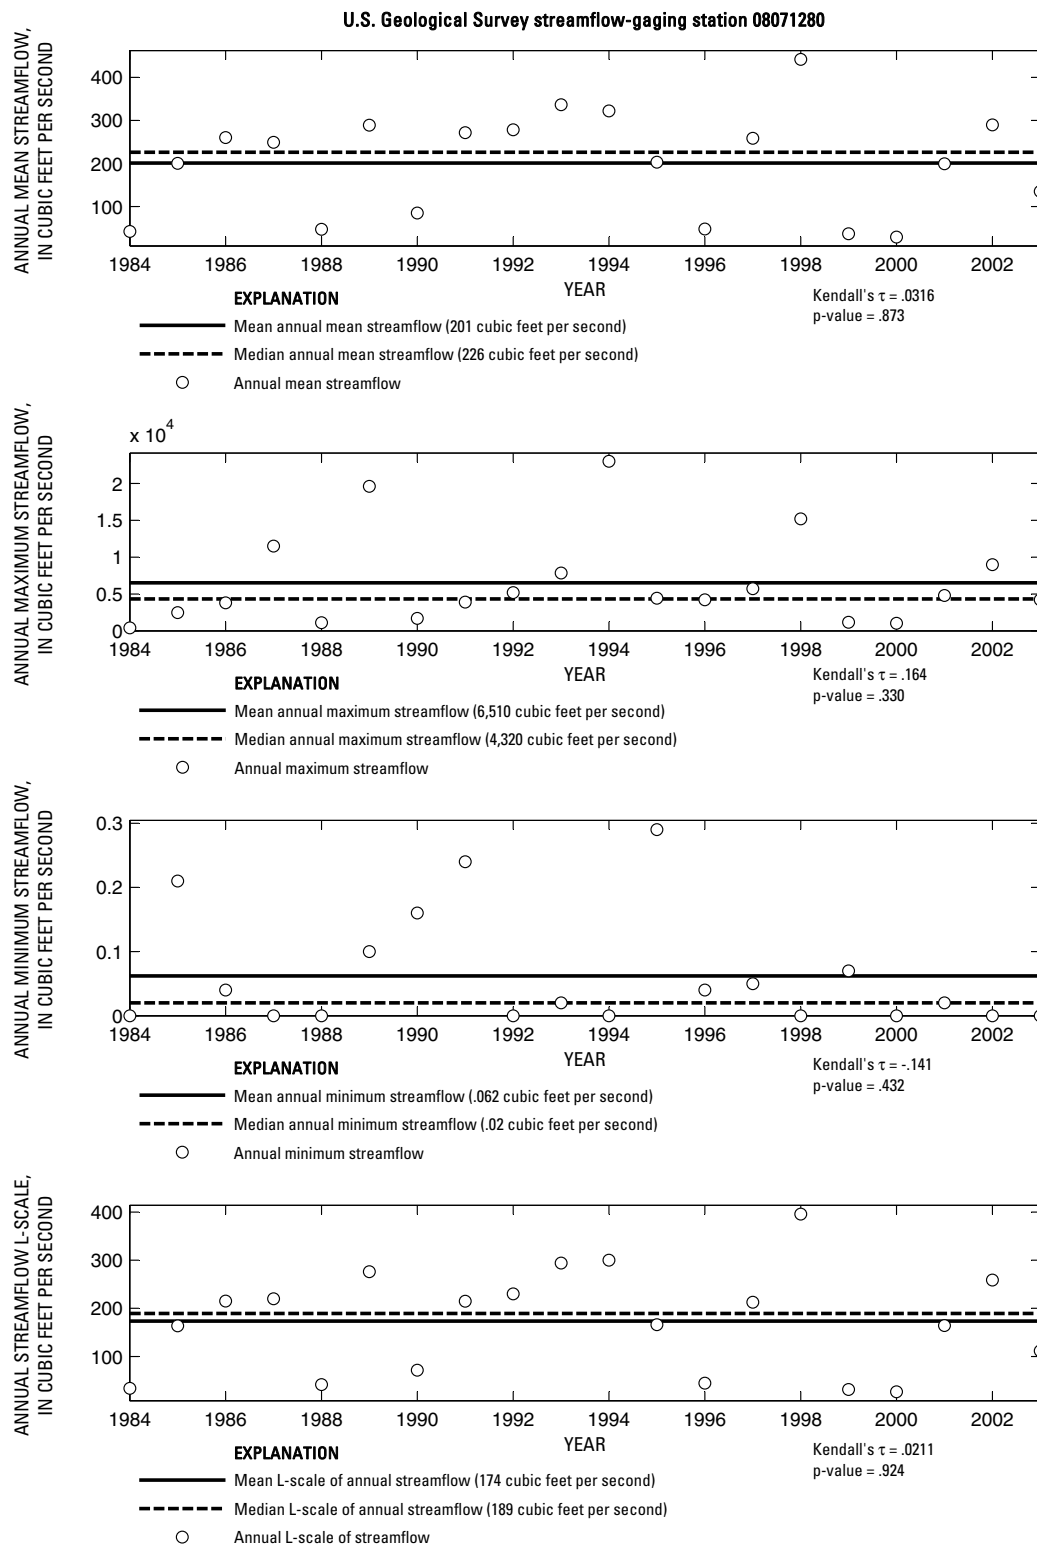 U.S. Geological Survey streamflow-gaging station 08071280
ANNUAL MEAN STREAMFLOW,
IN CUBIC FEET PER SECOND
400
300
200
100
1984 1986 1988 1990 1992 1994 1996 1998 2000 2002
YEAR
Kendall's τ = .0316
p-value = .873
EXPLANATION
Mean annual mean streamflow (201 cubic feet per second)
Median annual mean streamflow (226 cubic feet per second)
Annual mean streamflow
ANNUAL MAXIMUM STREAMFLOW,
IN CUBIC FEET PER SECOND
x 10^4
2
1.5
1
0.5
0
1984 1986 1988 1990 1992 1994 1996 1998 2000 2002
YEAR
Kendall's τ = .164
p-value = .330
EXPLANATION
Mean annual maximum streamflow (6,510 cubic feet per second)
Median annual maximum streamflow (4,320 cubic feet per second)
Annual maximum streamflow
ANNUAL MINIMUM STREAMFLOW,
IN CUBIC FEET PER SECOND
0.3
0.2
0.1
0
1984 1986 1988 1990 1992 1994 1996 1998 2000 2002
YEAR
Kendall's τ = -.141
p-value = .432
EXPLANATION
Mean annual minimum streamflow (.062 cubic feet per second)
Median annual minimum streamflow (.02 cubic feet per second)
Annual minimum streamflow
ANNUAL STREAMFLOW L-SCALE,
IN CUBIC FEET PER SECOND
400
300
200
100
1984 1986 1988 1990 1992 1994 1996 1998 2000 2002
YEAR
Kendall's τ = .0211
p-value = .924
EXPLANATION
Mean L-scale of annual streamflow (174 cubic feet per second)
Median L-scale of annual streamflow (189 cubic feet per second)
Annual L-scale of streamflow